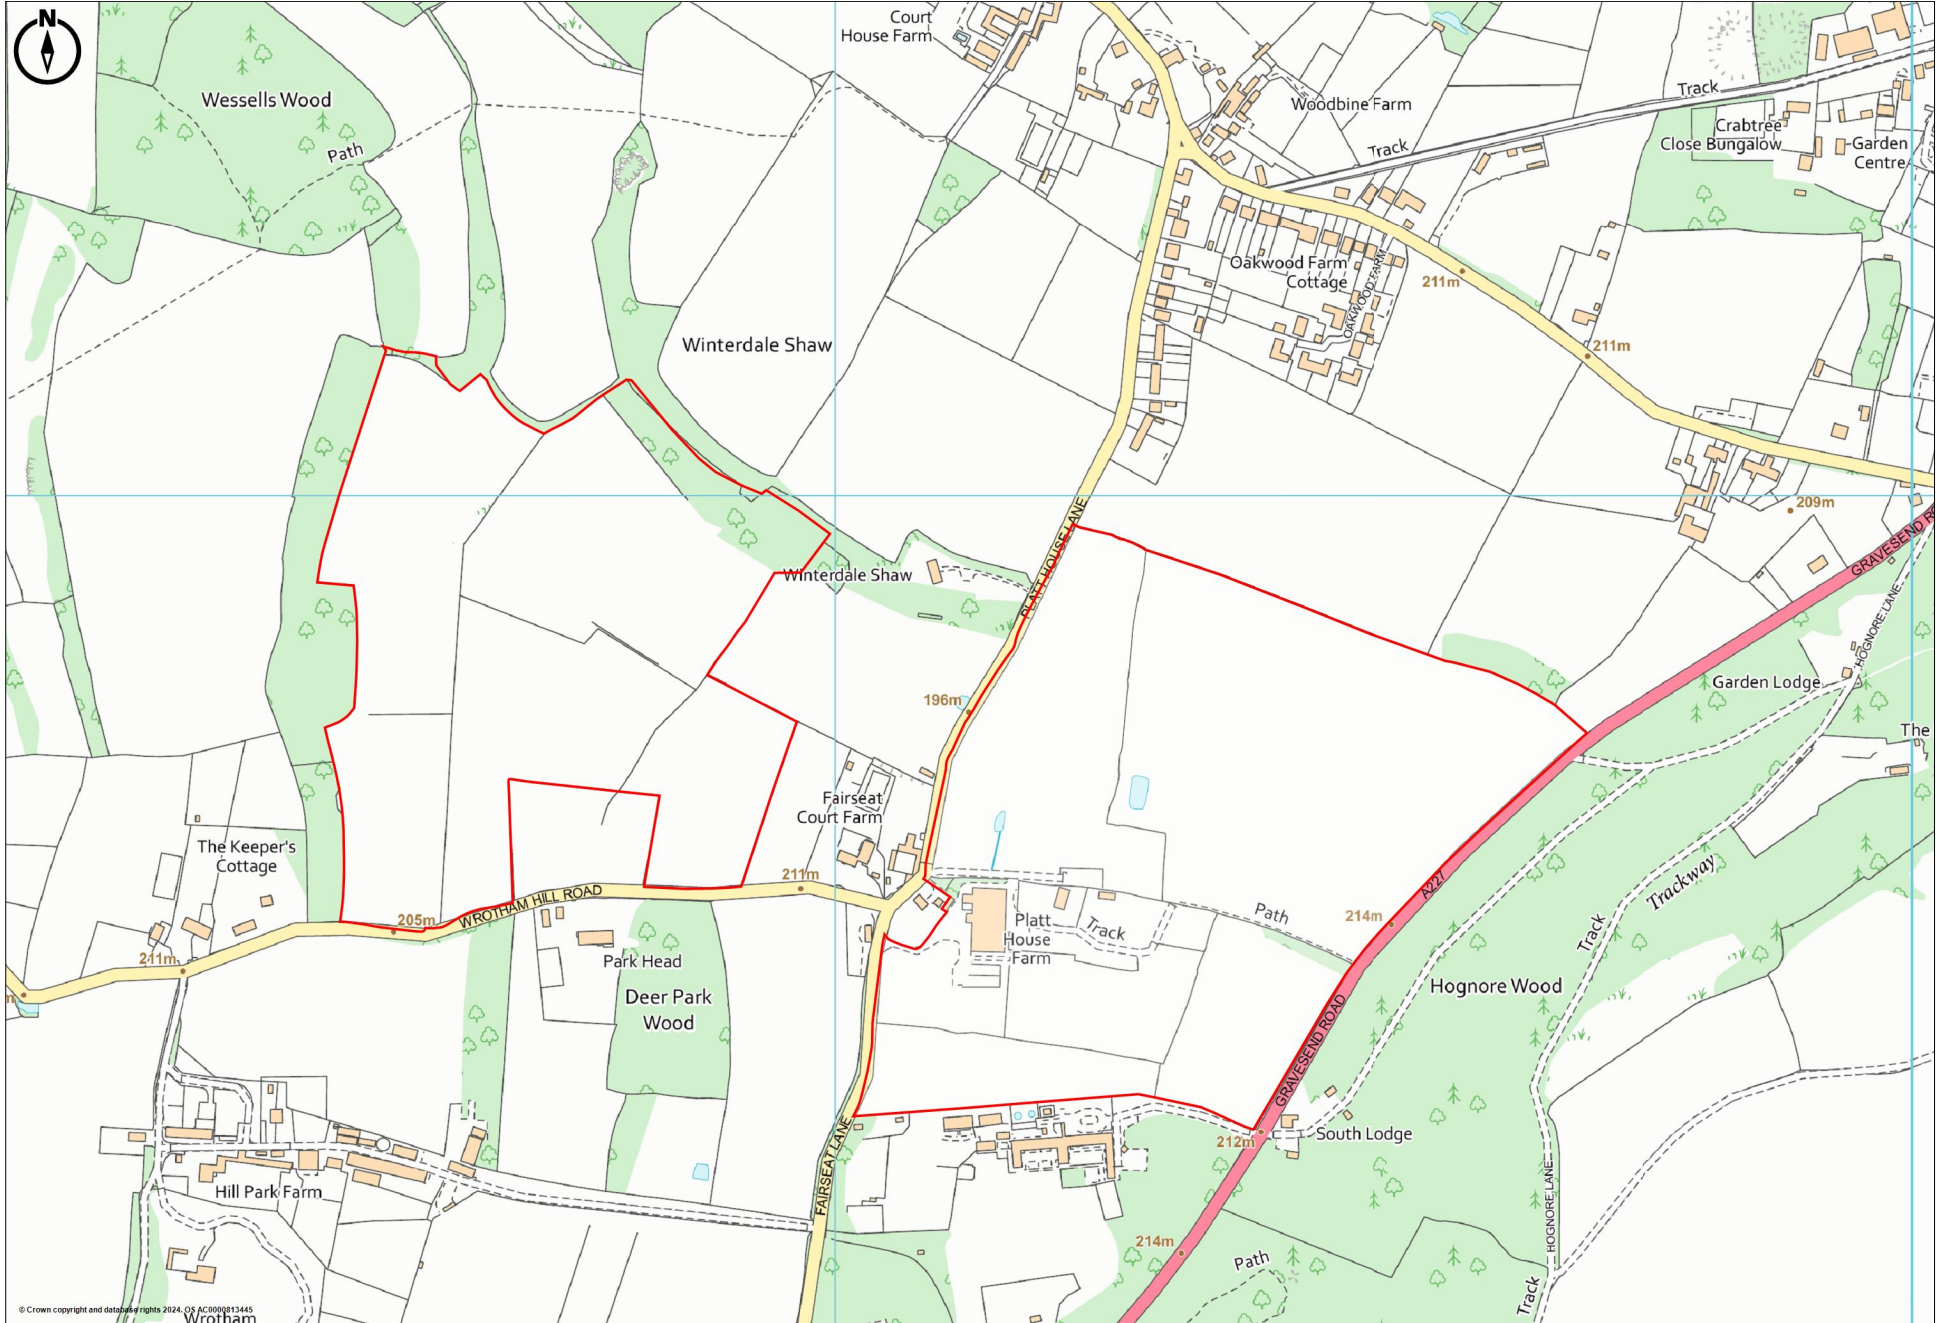 N
Court
House Farm
Wessells Wood
Path
Woodbine Farm
Track
Track
Crabtree
Close Bungalow
Garden
Centre
Oakwood Farm
Cottage
OAKWOOD FARM
211m
211m
Winterdale Shaw
209m
GRAVESEND RO
PLATT HOUSE LANE
Winterdale Shaw
HOGNORE LANE
Garden Lodge
196m
The
Fairseat
Court Farm
The Keeper's
Cottage
211m
A227
Trackway
WROTHAM HILL ROAD
205m
214m
Path
Track
Platt
House
Farm
Track
211m
Park Head
Deer Park
Wood
Hognore Wood
m
GRAVESEND ROAD
South Lodge
212m
FAIRSEAT LANE
HOGNORE LANE
Hill Park Farm
214m
Path
Track
© Crown copyright and database rights 2024. OS AC0000813445
Wrotham